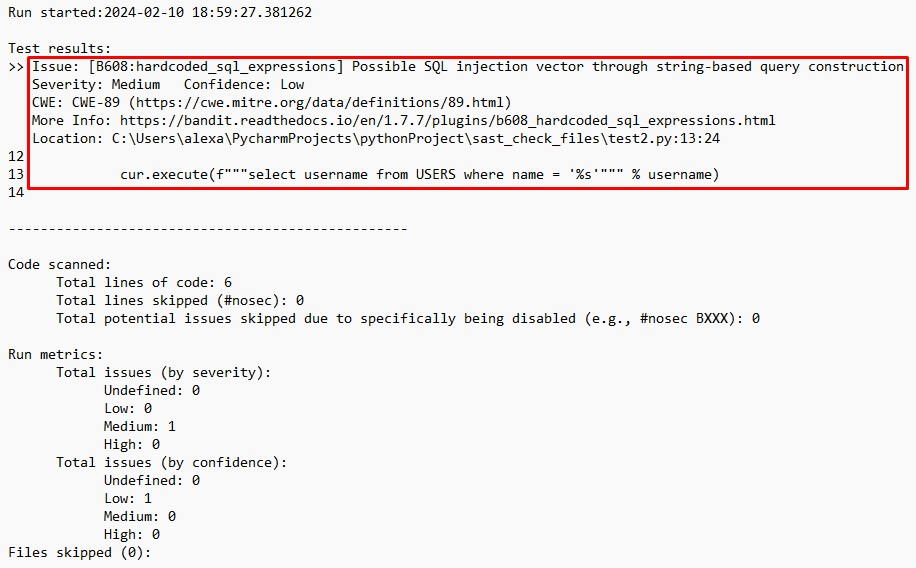 Run started:2024-02-10 18:59:27.381262
Test results:
>> Issue: [B608:hardcoded_sql_expressions] Possible SQL injection vector through string-based query construction
Severity: Medium   Confidence: Low
CWE: CWE-89 (https://cwe.mitre.org/data/definitions/89.html)
More Info: https://bandit.readthedocs.io/en/1.7.7/plugins/b608_hardcoded_sql_expressions.html
Location: C:\Users\alexa\PycharmProjects\pythonProject\sast_check_files\test2.py:13:24
12
13            cur.execute(f"""select username from USERS where name = '%s'""" % username)
14
--------------------------------------------------
Code scanned:
Total lines of code: 6
Total lines skipped (#nosec): 0
Total potential issues skipped due to specifically being disabled (e.g., #nosec BXXX): 0
Run metrics:
Total issues (by severity):
Undefined: 0
Low: 0
Medium: 1
High: 0
Total issues (by confidence):
Undefined: 0
Low: 1
Medium: 0
High: 0
Files skipped (0):